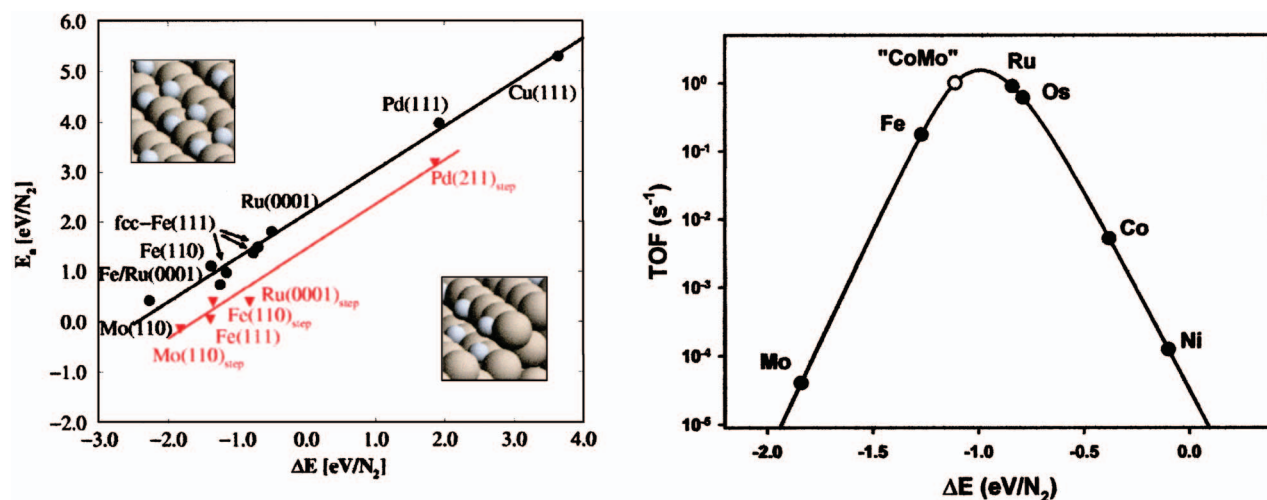 6.0
5.0
4.0
3.0
2.0
1.0
0.0
-1.0
-2.0
Eₐ [eV/N₂]
Cu(111)
Pd(111)
Pd(211)step
Ru(0001)
fcc-Fe(111)
Fe(110)
Fe/Ru(0001)
Ru(0001)step
Mo(110)
Fe(110)step
Fe(111)
Mo(110)step
-3.0 -2.0 -1.0 0.0 1.0 2.0 3.0 4.0
ΔE [eV/N₂]
"CoMo"
Ru
Os
Fe
Co
Ni
Mo
10⁰
10⁻¹
10⁻²
10⁻³
10⁻⁴
10⁻⁵
TOF (s⁻¹)
-2.0 -1.5 -1.0 -0.5 0.0
ΔE (eV/N₂)